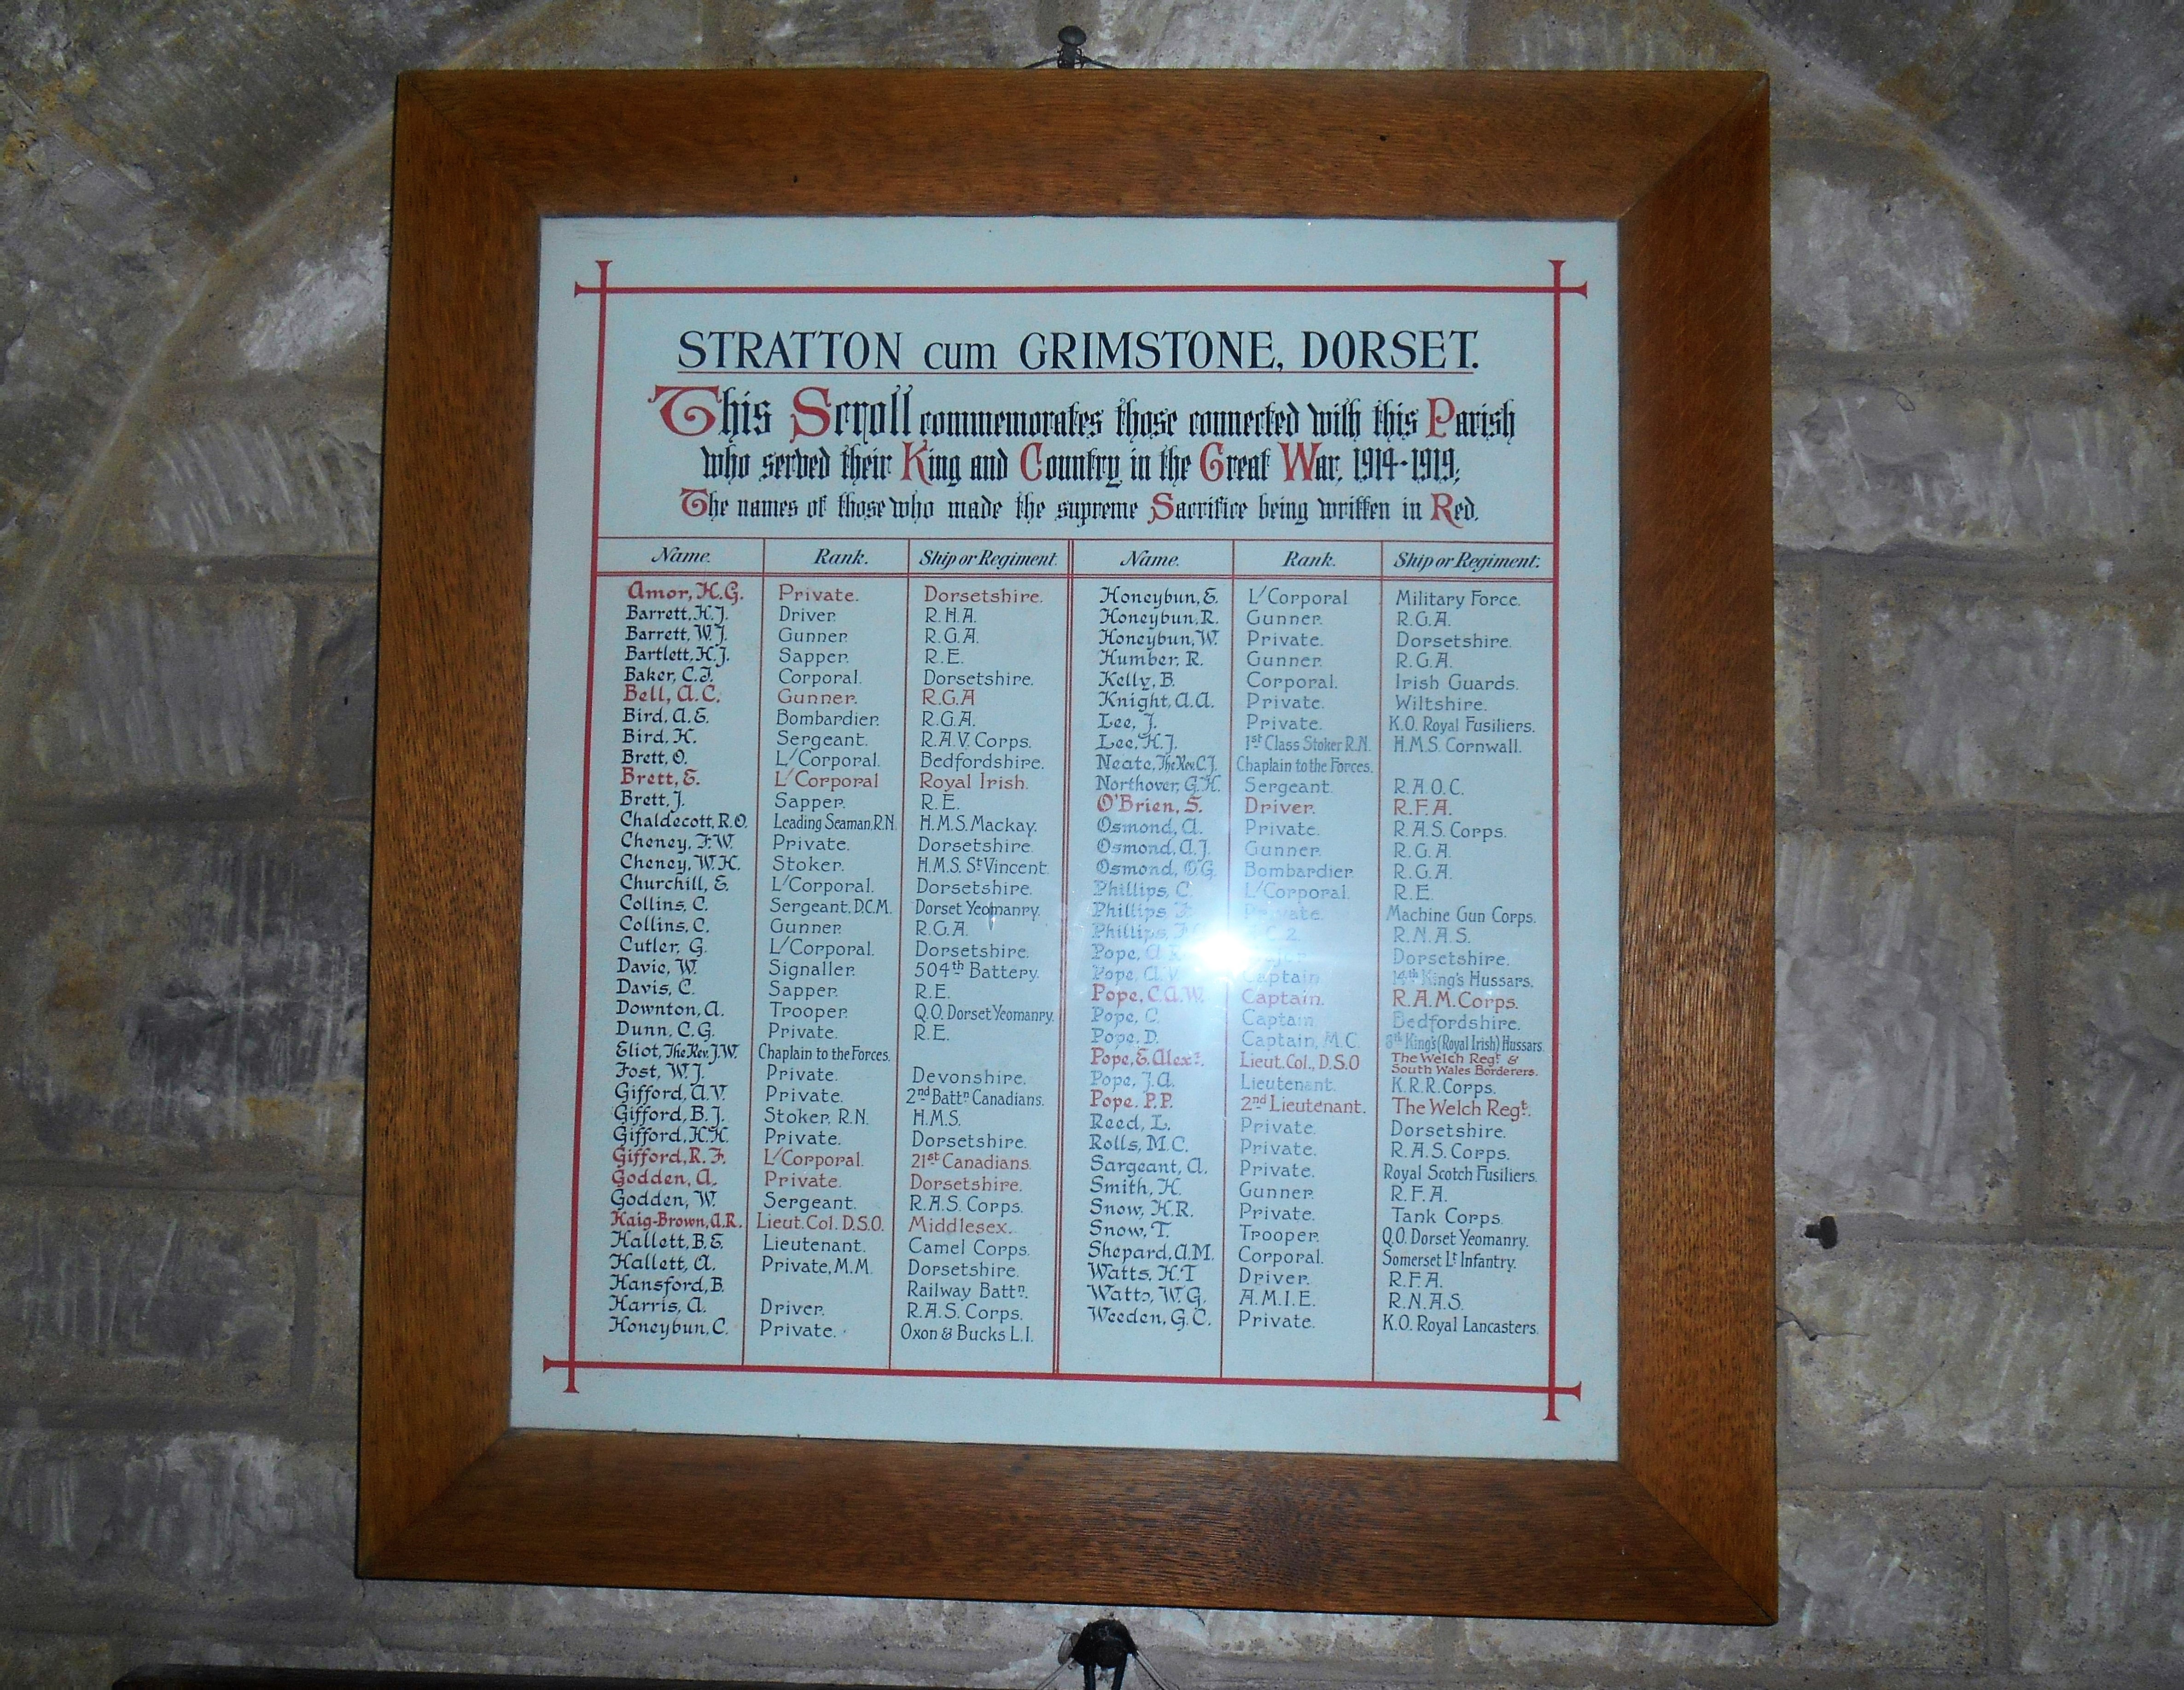 STRATTON cum GRIMSTONE, DORSET.
This Scroll commemorates those connected with this Parish
who served their King and Country in the Great War, 1914-1919;
The names of those who made the supreme Sacrifice being written in Red.
Name. Rank. Ship or Regiment. Name. Rank. Ship or Regiment.
Amor, H.G. Private. Dorsetshire. Honeybun, E. L/Corporal Military Force.
Barrett, H.J. Driver. R.H.A. Honeybun, R. Gunner. R.G.A.
Barrett, W.J. Gunner. R.G.A. Honeybun, W. Private. Dorsetshire.
Bartlett, H.J. Sapper. R.E. Humber, R. Gunner. R.G.A.
Baker, C.J. Corporal. Dorsetshire. Kelly, B. Corporal. Irish Guards.
Bell, A.C. Gunner. R.G.A Knight, A.A. Private. Wiltshire.
Bird, A.E. Bombardier. R.G.A. Lee, J. Private. K.O. Royal Fusiliers.
Bird, H. Sergeant. R.A.V. Corps. Lee, H.J. 1st Class Stoker R.N. H.M.S. Cornwall.
Brett, O. L/Corporal. Bedfordshire. Neate, The Rev. C.J. Chaplain to the Forces.
Brett, E. L/Corporal Royal Irish. Northover, G.H. Sergeant. R.A.O.C.
Brett, J. Sapper. R.E. O'Brien, S. Driver. R.F.A.
Chaldecott, R.O. Leading Seaman, R.N. H.M.S. Mackay. Osmond, A. Private. R.A.S. Corps.
Cheney, F.W. Private. Dorsetshire. Osmond, A.J. Gunner. R.G.A.
Cheney, W.H. Stoker. H.M.S. St Vincent. Osmond, O.G. Bombardier. R.G.A.
Churchill, E. L/Corporal. Dorsetshire. Phillips, C. L/Corporal. R.E.
Collins, C. Sergeant, D.C.M. Dorset Yeomanry. Phillips Private. Machine Gun Corps.
Collins, C. Gunner. R.G.A. Phillips, R.N.A.S.
Cutler, G. L/Corporal. Dorsetshire. Pope, A. Dorsetshire.
Davie, W. Signaller. 504th Battery. Pope, A.V. Captain 14th King's Hussars.
Davis, C. Sapper. R.E. Pope, C.A.W. Captain. R.A.M. Corps.
Downton, A. Trooper. Q.O. Dorset Yeomanry. Pope, C. Captain Bedfordshire.
Dunn, C.G. Private. R.E. Pope, D. Captain, M.C. 8th King's (Royal Irish) Hussars.
Eliot, The Rev. J.W. Chaplain to the Forces. Pope, E. Alexr. Lieut. Col., D.S.O The Welch Regt. &
South Wales Borderers.
Fost, W.J. Private. Devonshire. Pope, J.A. Lieutenant. K.R.R. Corps.
Gifford, A.V. Private. 2nd Battn Canadians. Pope, P.P. 2nd Lieutenant. The Welch Regt.
Gifford, B.J. Stoker, R.N. H.M.S. Reed, L. Private. Dorsetshire.
Gifford, H.H. Private. Dorsetshire. Rolls, M.C. Private. R.A.S. Corps.
Gifford, R.F. L/Corporal. 21st Canadians. Sargeant, A. Private. Royal Scotch Fusiliers.
Godden, A. Private. Dorsetshire. Smith, H. Gunner. R.F.A.
Godden, W. Sergeant. R.A.S. Corps. Snow, H.R. Private. Tank Corps.
Haig-Brown, A.R. Lieut. Col. D.S.O. Middlesex. Snow, T. Trooper. Q.O. Dorset Yeomanry.
Hallett, B.E. Lieutenant. Camel Corps. Shepard, A.M. Corporal. Somerset Lt Infantry.
Hallett, A. Private, M.M. Dorsetshire. Watts, H.T Driver. R.F.A.
Hansford, B. Railway Battn. Watts, W.G. A.M.I.E. R.N.A.S.
Harris, A. Driver. R.A.S. Corps. Weeden, G.C. Private. K.O. Royal Lancasters.
Honeybun, C. Private. Oxon & Bucks L.I.